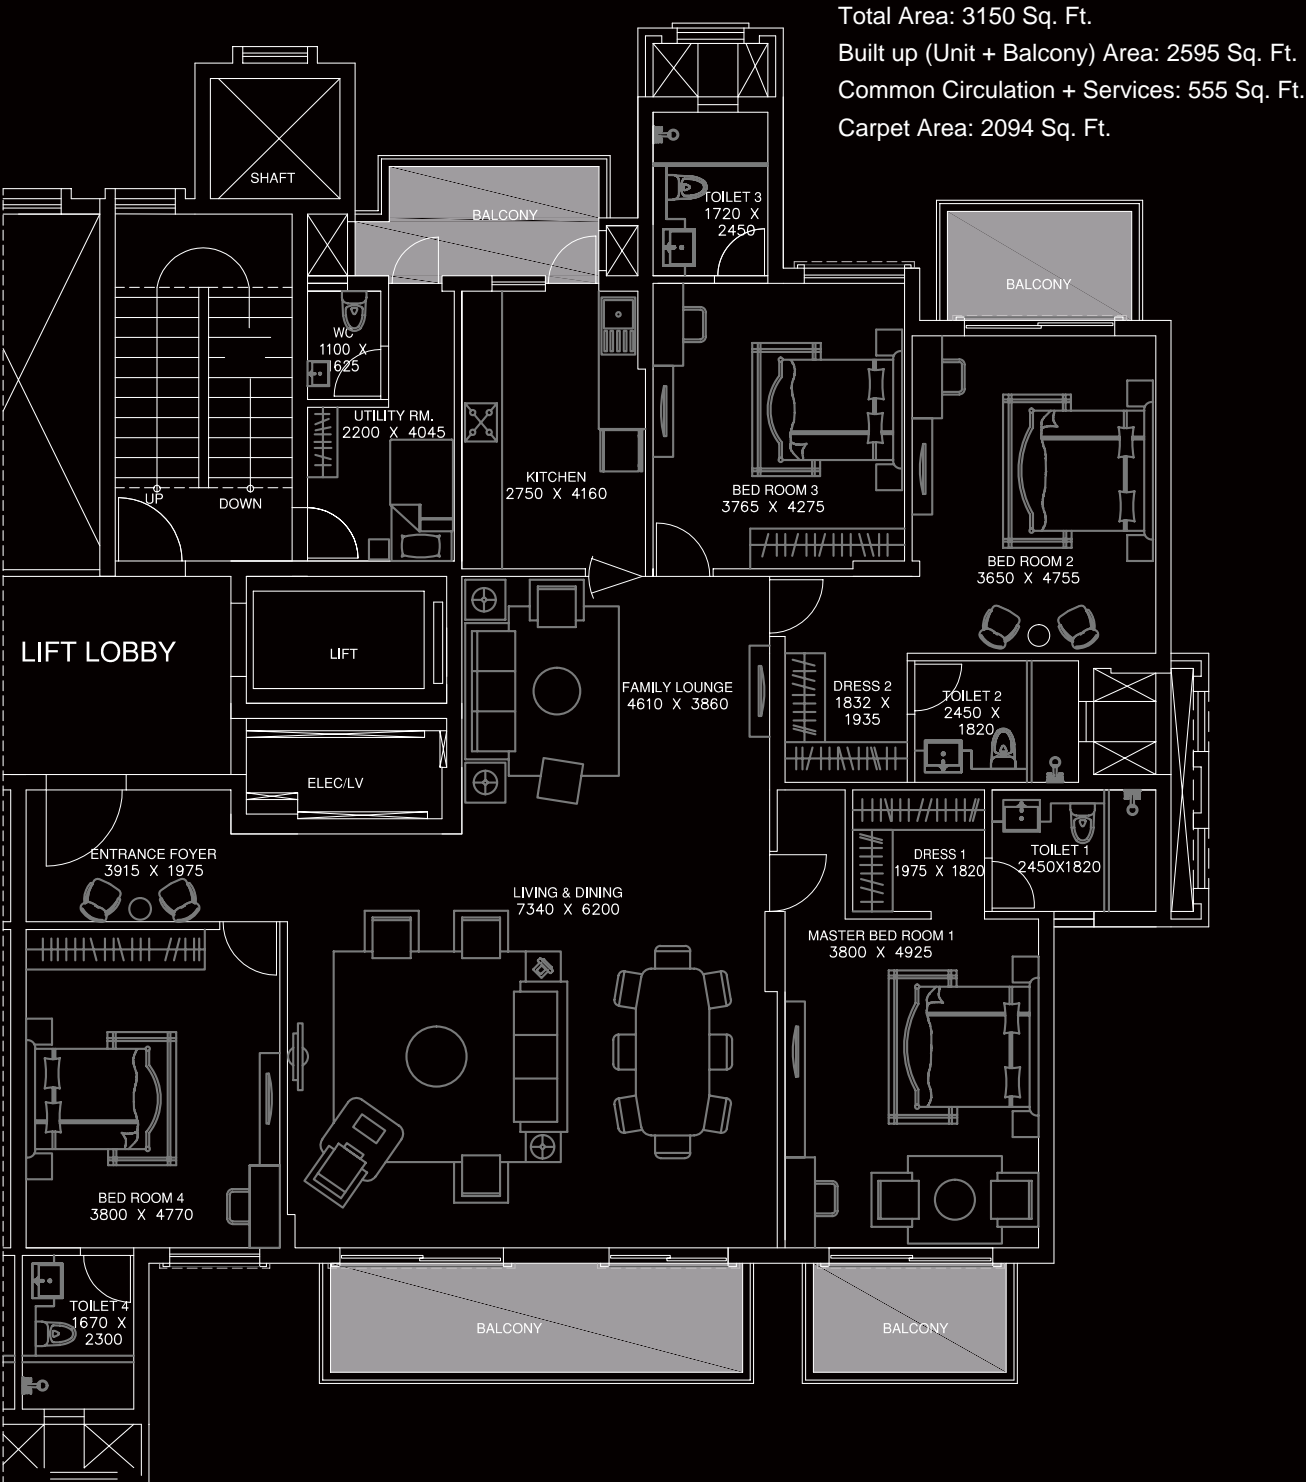 Total Area: 3150 Sq. Ft.
Built up (Unit + Balcony) Area: 2595 Sq. Ft.
Common Circulation + Services: 555 Sq. Ft.
Carpet Area: 2094 Sq. Ft.
SHAFT
BALCONY
TOILET 3
1720 X
2450
BALCONY
WC
1100 X
1625
UTILITY RM.
2200 X 4045
KITCHEN
2750 X 4160
BED ROOM 3
3765 X 4275
UP
DOWN
BED ROOM 2
3650 X 4755
LIFT LOBBY
LIFT
FAMILY LOUNGE
4610 X 3860
DRESS 2
1832 X
1935
TOILET 2
2450 X
1820
ELEC/LV
ENTRANCE FOYER
3915 X 1975
DRESS 1
1975 X 1820
TOILET 1
2450X1820
LIVING & DINING
7340 X 6200
MASTER BED ROOM 1
3800 X 4925
BED ROOM 4
3800 X 4770
TOILET 4
1670 X
2300
BALCONY
BALCONY